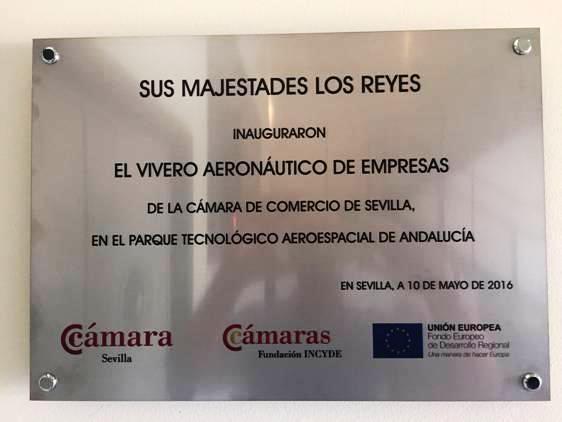 SUS MAJESTADES LOS REYES
INAUGURARON
EL VIVERO AERONÁUTICO DE EMPRESAS
DE LA CÁMARA DE COMERCIO DE SEVILLA,
EN EL PARQUE TECNOLÓGICO AEROESPACIAL DE ANDALUCÍA
EN SEVILLA, A 10 DE MAYO DE 2016
Cámara
Sevilla
Cámaras
Fundación INCYDE
UNIÓN EUROPEA
Fondo Europeo
de Desarrollo Regional
Una manera de hacer Europa